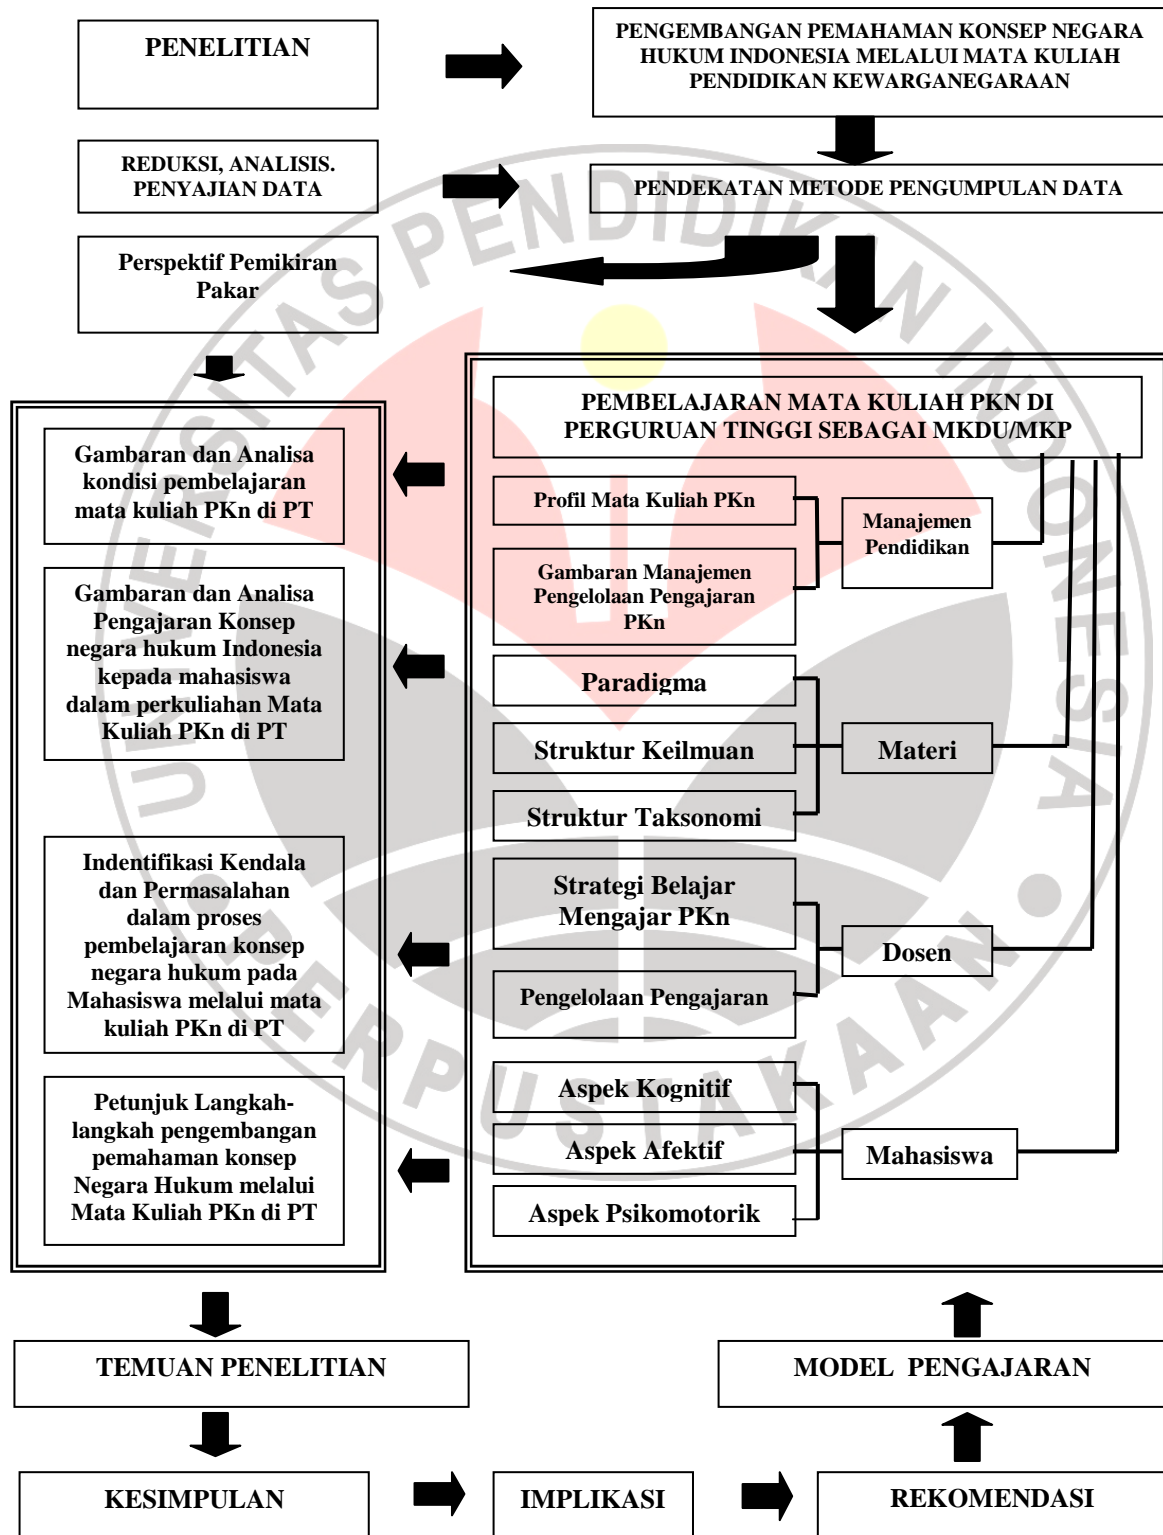 PENELITIAN
PENGEMBANGAN PEMAHAMAN KONSEP NEGARA
HUKUM INDONESIA MELALUI MATA KULIAH
PENDIDIKAN KEWARGANEGARAAN
REDUKSI, ANALISIS.
PENYAJIAN DATA
PENDEKATAN METODE PENGUMPULAN DATA
Perspektif Pemikiran
Pakar
Gambaran dan Analisa
kondisi pembelajaran
mata kuliah PKn di PT
Gambaran dan Analisa
Pengajaran Konsep
negara hukum Indonesia
kepada mahasiswa
dalam perkuliahan Mata
Kuliah PKn di PT
Indentifikasi Kendala
dan Permasalahan
dalam proses
pembelajaran konsep
negara hukum pada
Mahasiswa melalui mata
kuliah PKn di PT
Petunjuk Langkah-
langkah pengembangan
pemahaman konsep
Negara Hukum melalui
Mata Kuliah PKn di PT
PEMBELAJARAN MATA KULIAH PKN DI
PERGURUAN TINGGI SEBAGAI MKDU/MKP
Profil Mata Kuliah PKn
Gambaran Manajemen
Pengelolaan Pengajaran
PKn
Manajemen
Pendidikan
Paradigma
Struktur Keilmuan
Struktur Taksonomi
Materi
Strategi Belajar
Mengajar PKn
Pengelolaan Pengajaran
Dosen
Aspek Kognitif
Aspek Afektif
Aspek Psikomotorik
Mahasiswa
TEMUAN PENELITIAN
MODEL PENGAJARAN
KESIMPULAN
IMPLIKASI
REKOMENDASI
UNIVERSITAS PENDIDIKAN INDONESIA
PERPUSTAKAAN